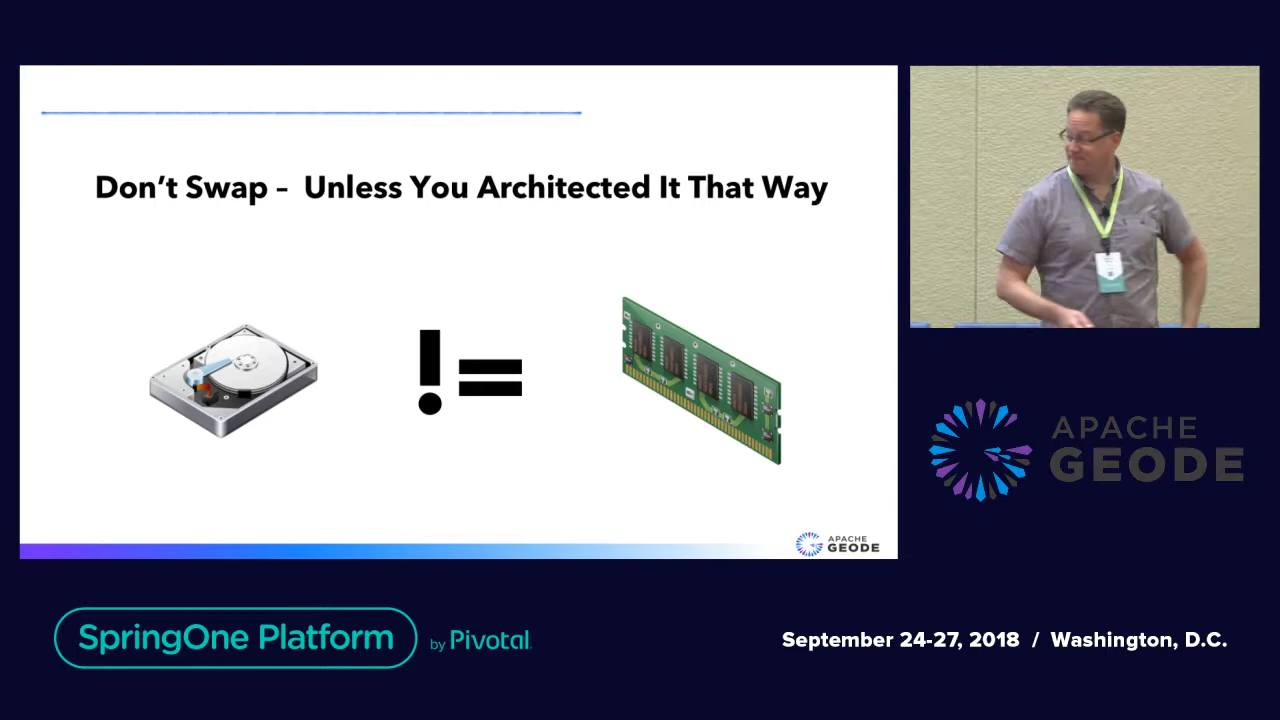 Don't Swap – Unless You Architected It That Way
!=
APACHE
GEODE
APACHE
GEODE
SpringOne Platform
by Pivotal.
September 24-27, 2018 / Washington, D.C.